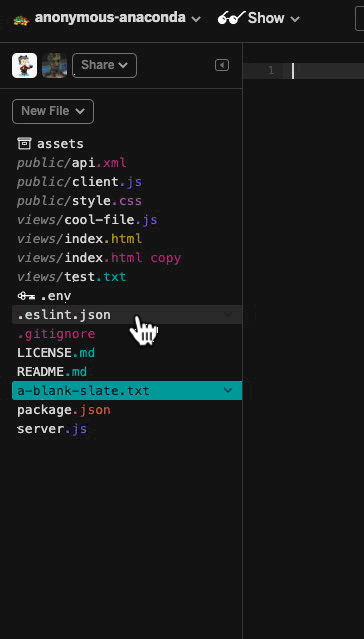 anonymous-anaconda Show
Share
New File
1
assets
public/api.xml
public/client.js
public/style.css
views/cool-file.js
views/index.html
views/index.html copy
views/test.txt
.env
.eslint.json
.gitignore
LICENSE.md
README.md
a-blank-slate.txt
package.json
server.js